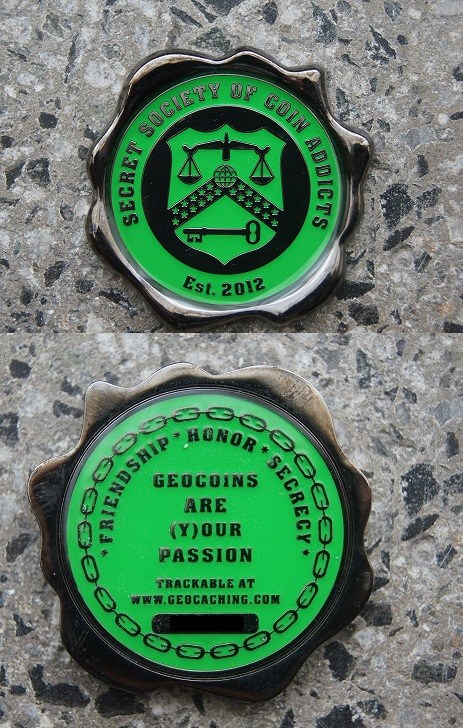 SECRET SOCIETY OF COIN ADDICTS
Est. 2012
*FRIENDSHIP * HONOR * SECRECY*
GEOCOINS
ARE
(Y)OUR
PASSION
TRACKABLE AT
WWW.GEOCACHING.COM